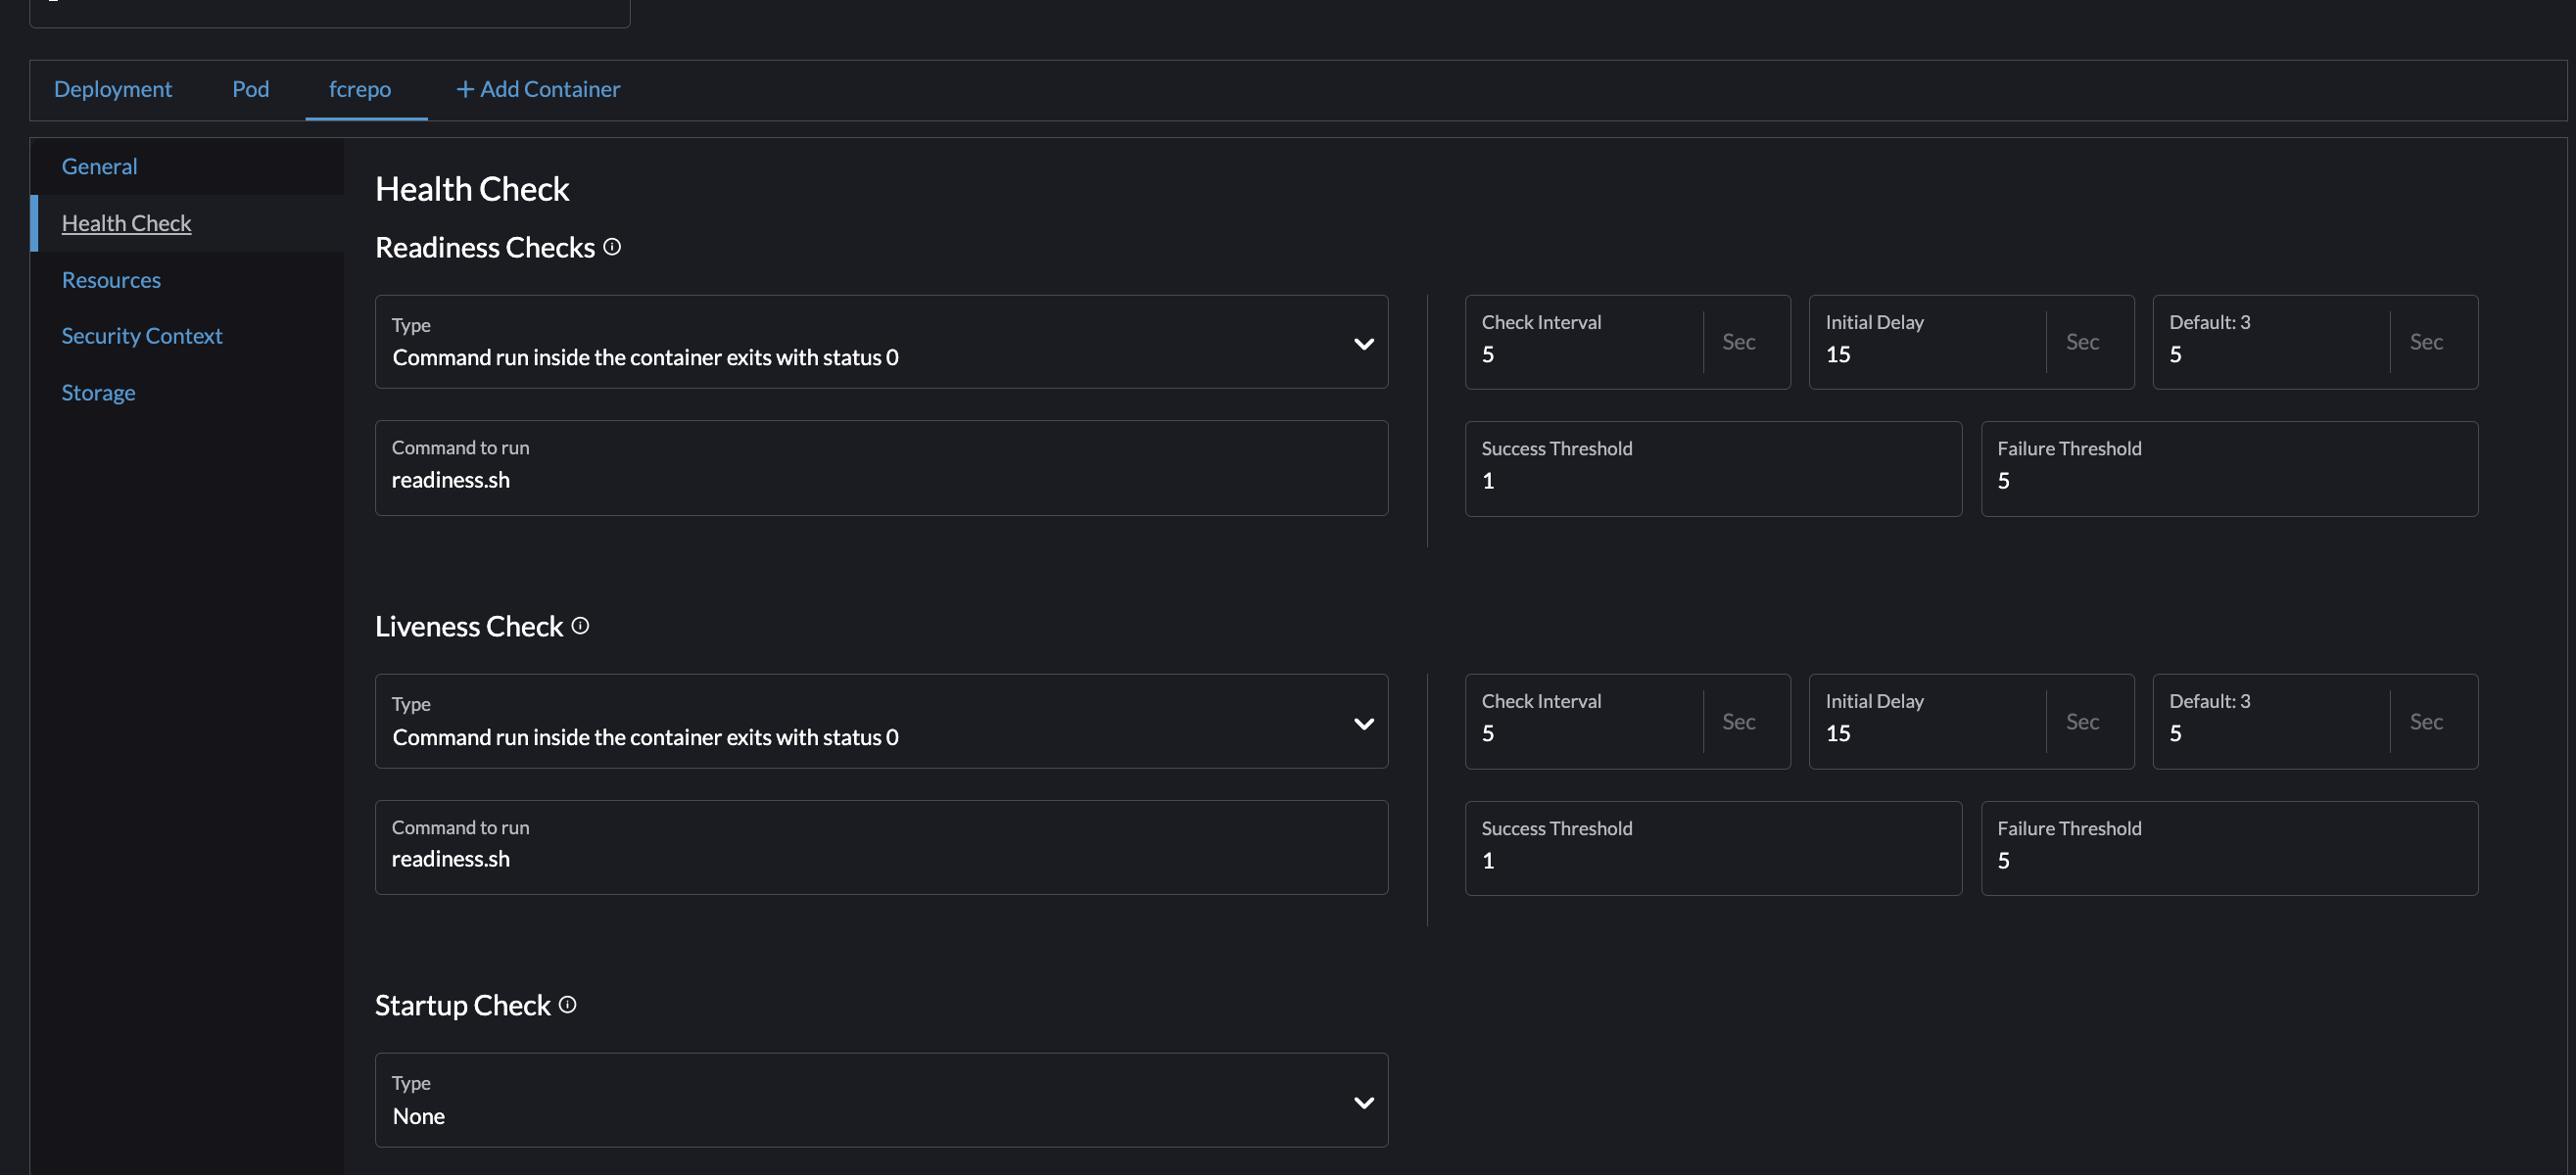 Deployment
Pod
fcrepo
+ Add Container
General
Health Check
Resources
Security Context
Storage
Health Check
Readiness Checks
Type
Command run inside the container exits with status 0
Check Interval
5
Sec
Initial Delay
15
Sec
Default: 3
5
Sec
Command to run
readiness.sh
Success Threshold
1
Failure Threshold
5
Liveness Check
Type
Command run inside the container exits with status 0
Check Interval
5
Sec
Initial Delay
15
Sec
Default: 3
5
Sec
Command to run
readiness.sh
Success Threshold
1
Failure Threshold
5
Startup Check
Type
None